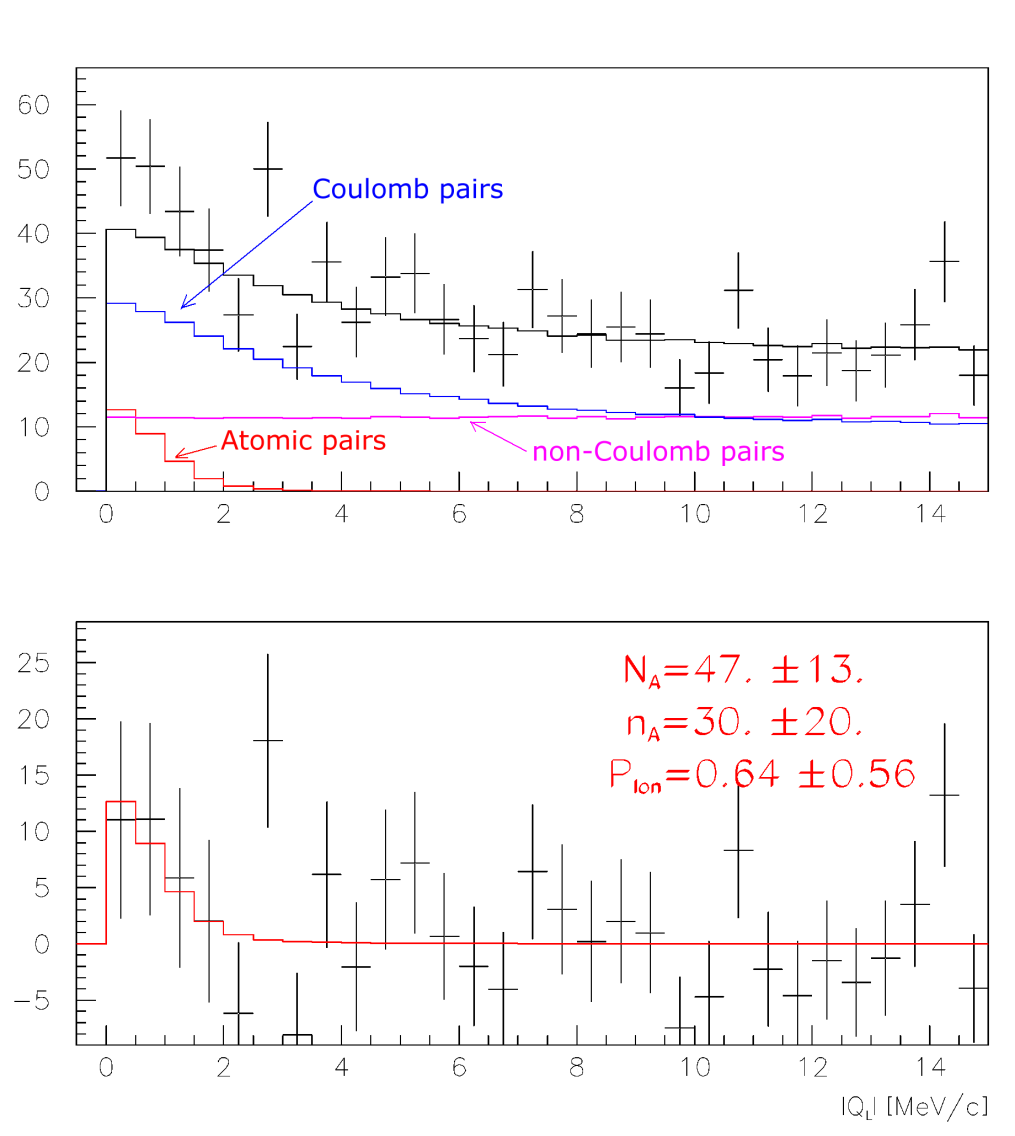 60
50
Coulomb pairs
40
30
20
10
Atomic pairs
non-Coulomb pairs
0
0 2 4 6 8 10 12 14
25
N_A=47. ±13.
20
n_A=30. ±20.
15
P_Ion=0.64 ±0.56
10
5
0
−5
0 2 4 6 8 10 12 14
|Q_L| [MeV/c]